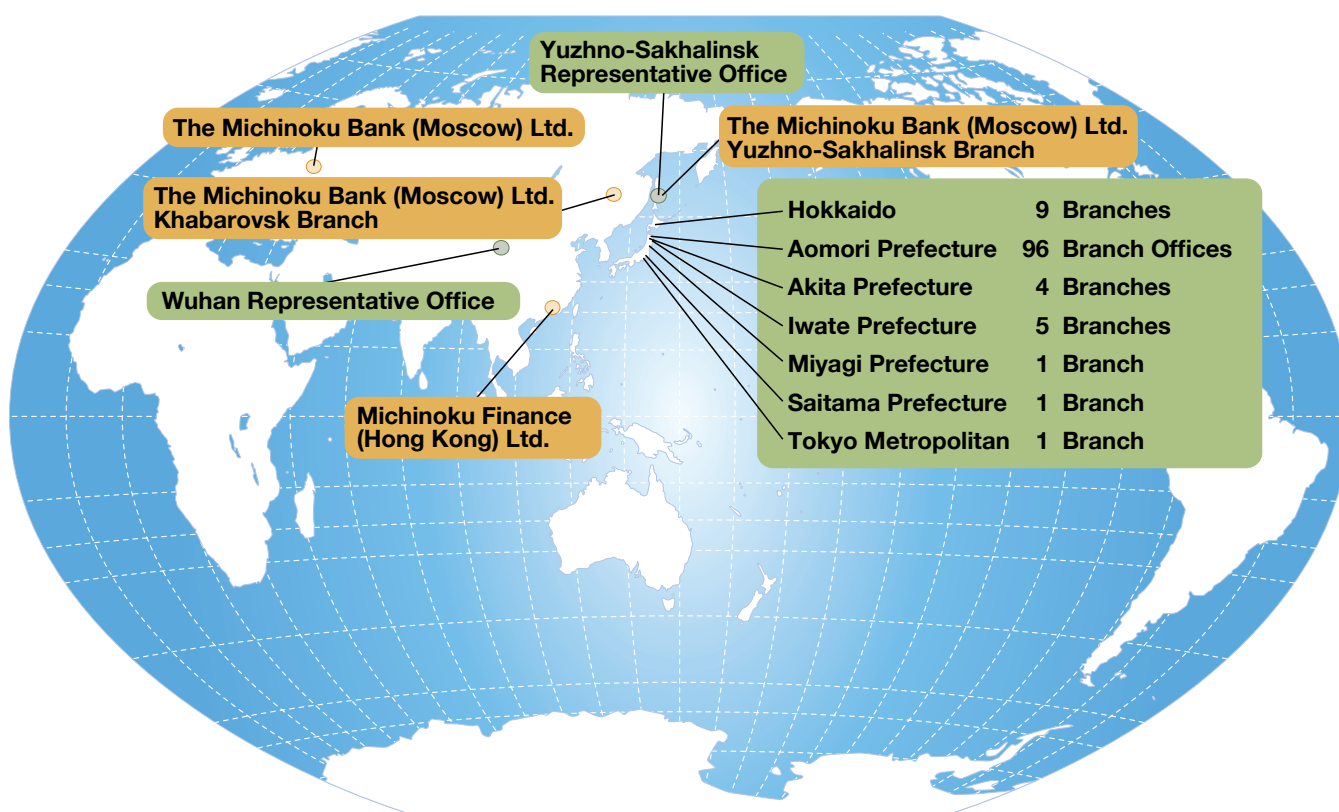 Yuzhno-Sakhalinsk
Representative Office
The Michinoku Bank (Moscow) Ltd.
The Michinoku Bank (Moscow) Ltd.
Yuzhno-Sakhalinsk Branch
The Michinoku Bank (Moscow) Ltd.
Khabarovsk Branch
Wuhan Representative Office
Michinoku Finance
(Hong Kong) Ltd.
Hokkaido 9 Branches
Aomori Prefecture 96 Branch Offices
Akita Prefecture 4 Branches
Iwate Prefecture 5 Branches
Miyagi Prefecture 1 Branch
Saitama Prefecture 1 Branch
Tokyo Metropolitan 1 Branch